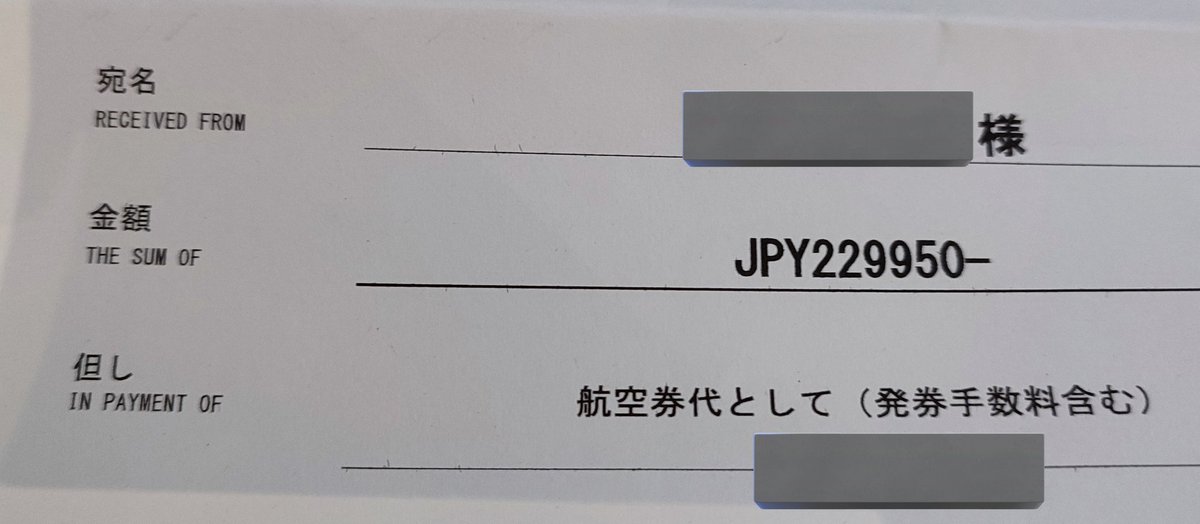 宛名
RECEIVED FROM
様
金額
THE SUM OF
JPY229950-
但し
IN PAYMENT OF
航空券代として（発券手数料含む）